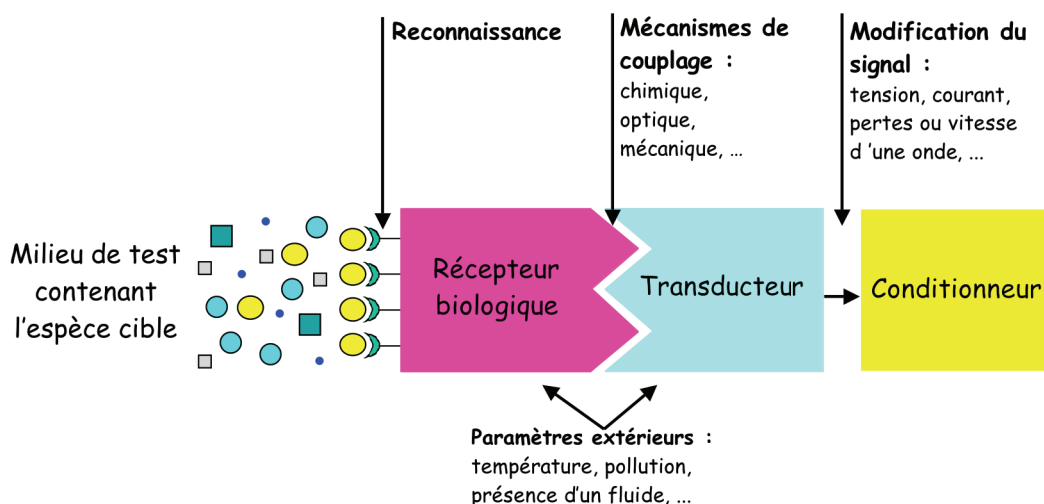 Reconnaissance
Mécanismes de
couplage :
chimique,
optique,
mécanique, ...
Modification du
signal :
tension, courant,
pertes ou vitesse
d 'une onde, ...
Milieu de test
contenant
l'espèce cible
Récepteur
biologique
Transducteur
Conditionneur
Paramètres extérieurs :
température, pollution,
présence d'un fluide, ...